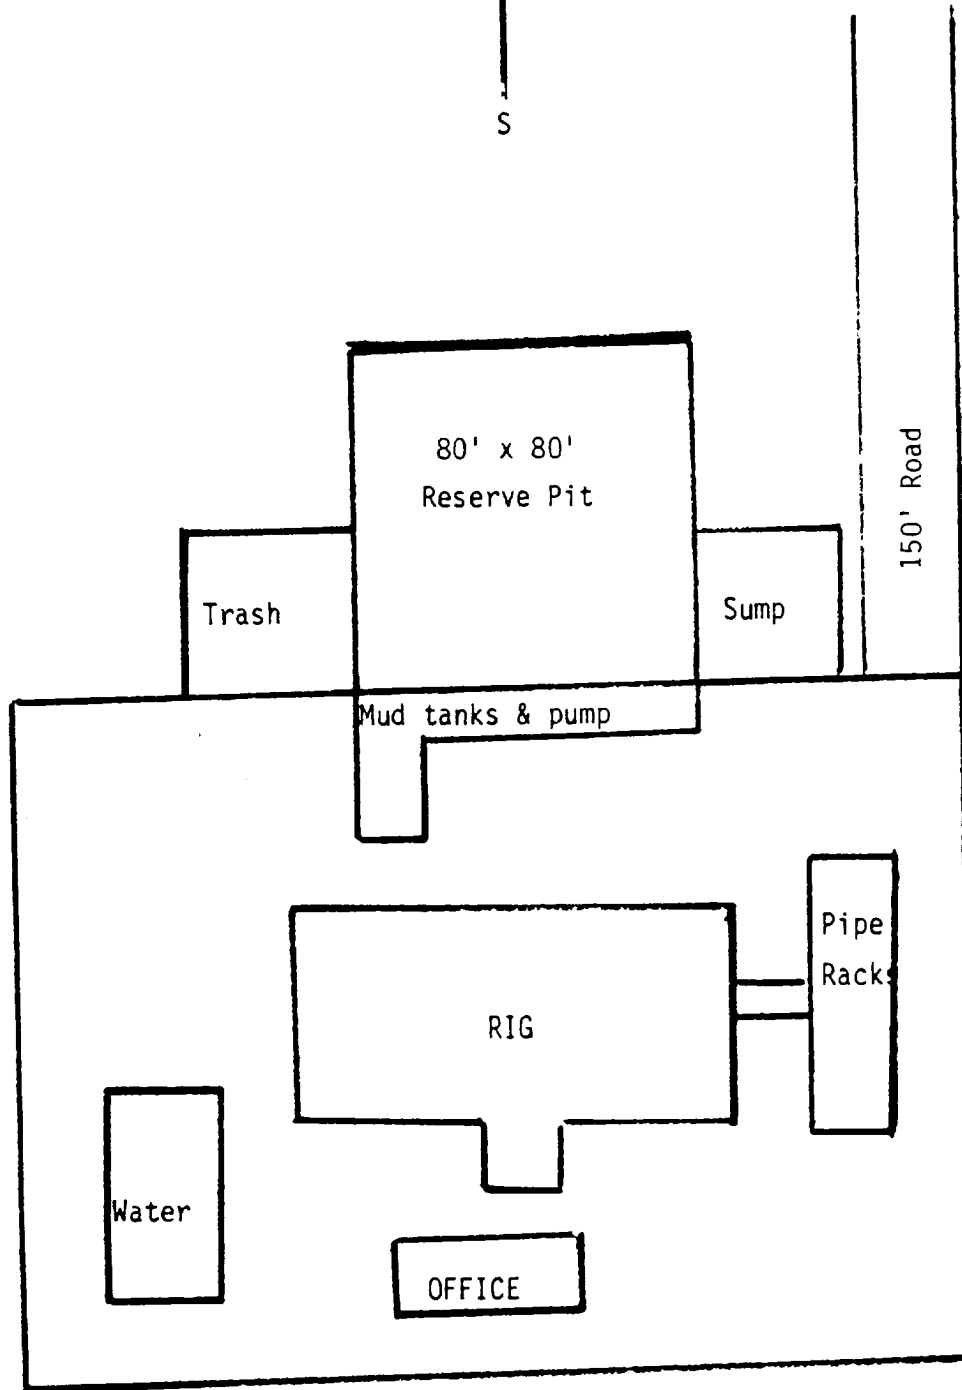 S
80' x 80'
Reserve Pit
150' Road
Trash
Sump
Mud tanks & pump
Pipe
Racks
RIG
Water
OFFICE